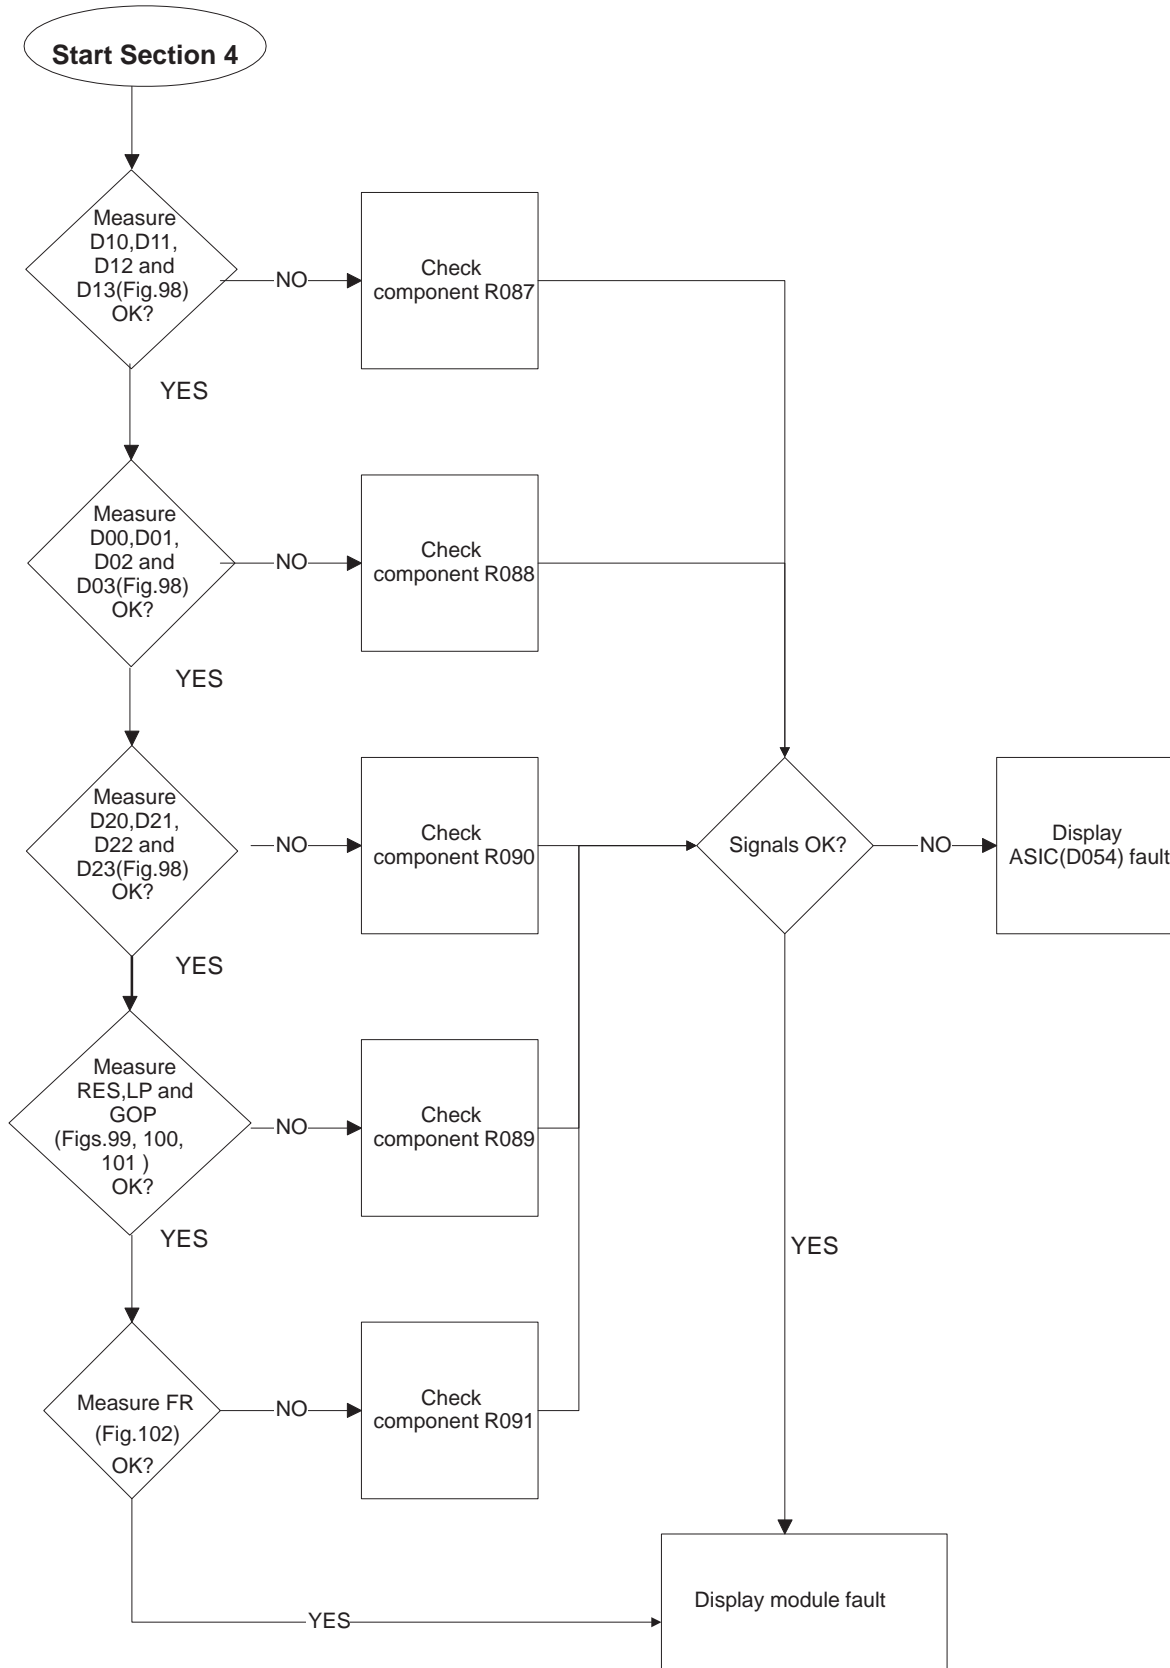 Start Section 4
Measure
D10,D11,
D12 and
D13(Fig.98)
OK?
NO
Check
component R087
YES
Measure
D00,D01,
D02 and
D03(Fig.98)
OK?
NO
Check
component R088
YES
Measure
D20,D21,
D22 and
D23(Fig.98)
OK?
NO
Check
component R090
Signals OK?
NO
Display
ASIC(D054) fault
YES
Measure
RES,LP and
GOP
(Figs.99, 100,
101 )
OK?
NO
Check
component R089
YES
YES
Measure FR
(Fig.102)
OK?
NO
Check
component R091
YES
Display module fault